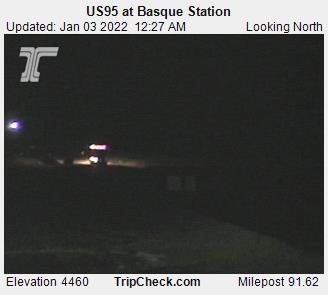 US95 at Basque Station
Updated: Jan 03 2022 12:27 AM Looking North
Elevation 4460 TripCheck.com Milepost 91.62